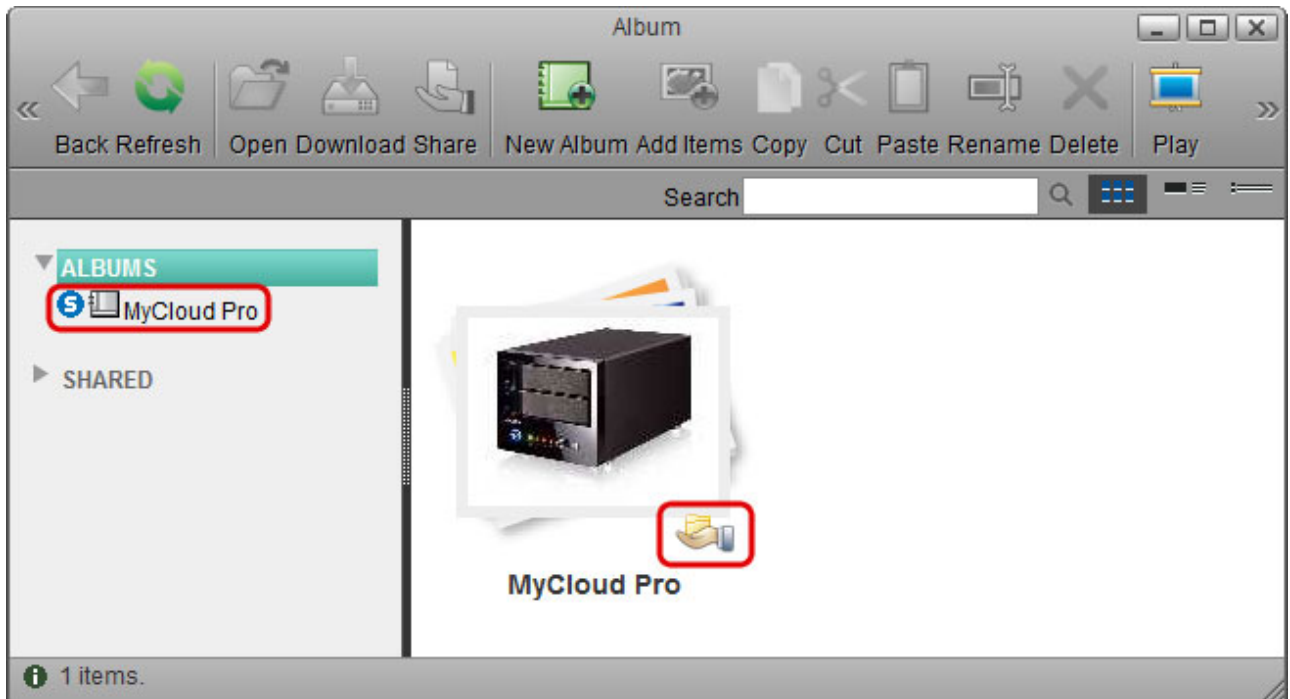 Album
Back Refresh Open Download Share New Album Add Items Copy Cut Paste Rename Delete Play
Search
ALBUMS
S MyCloud Pro
SHARED
MyCloud Pro
1 items.